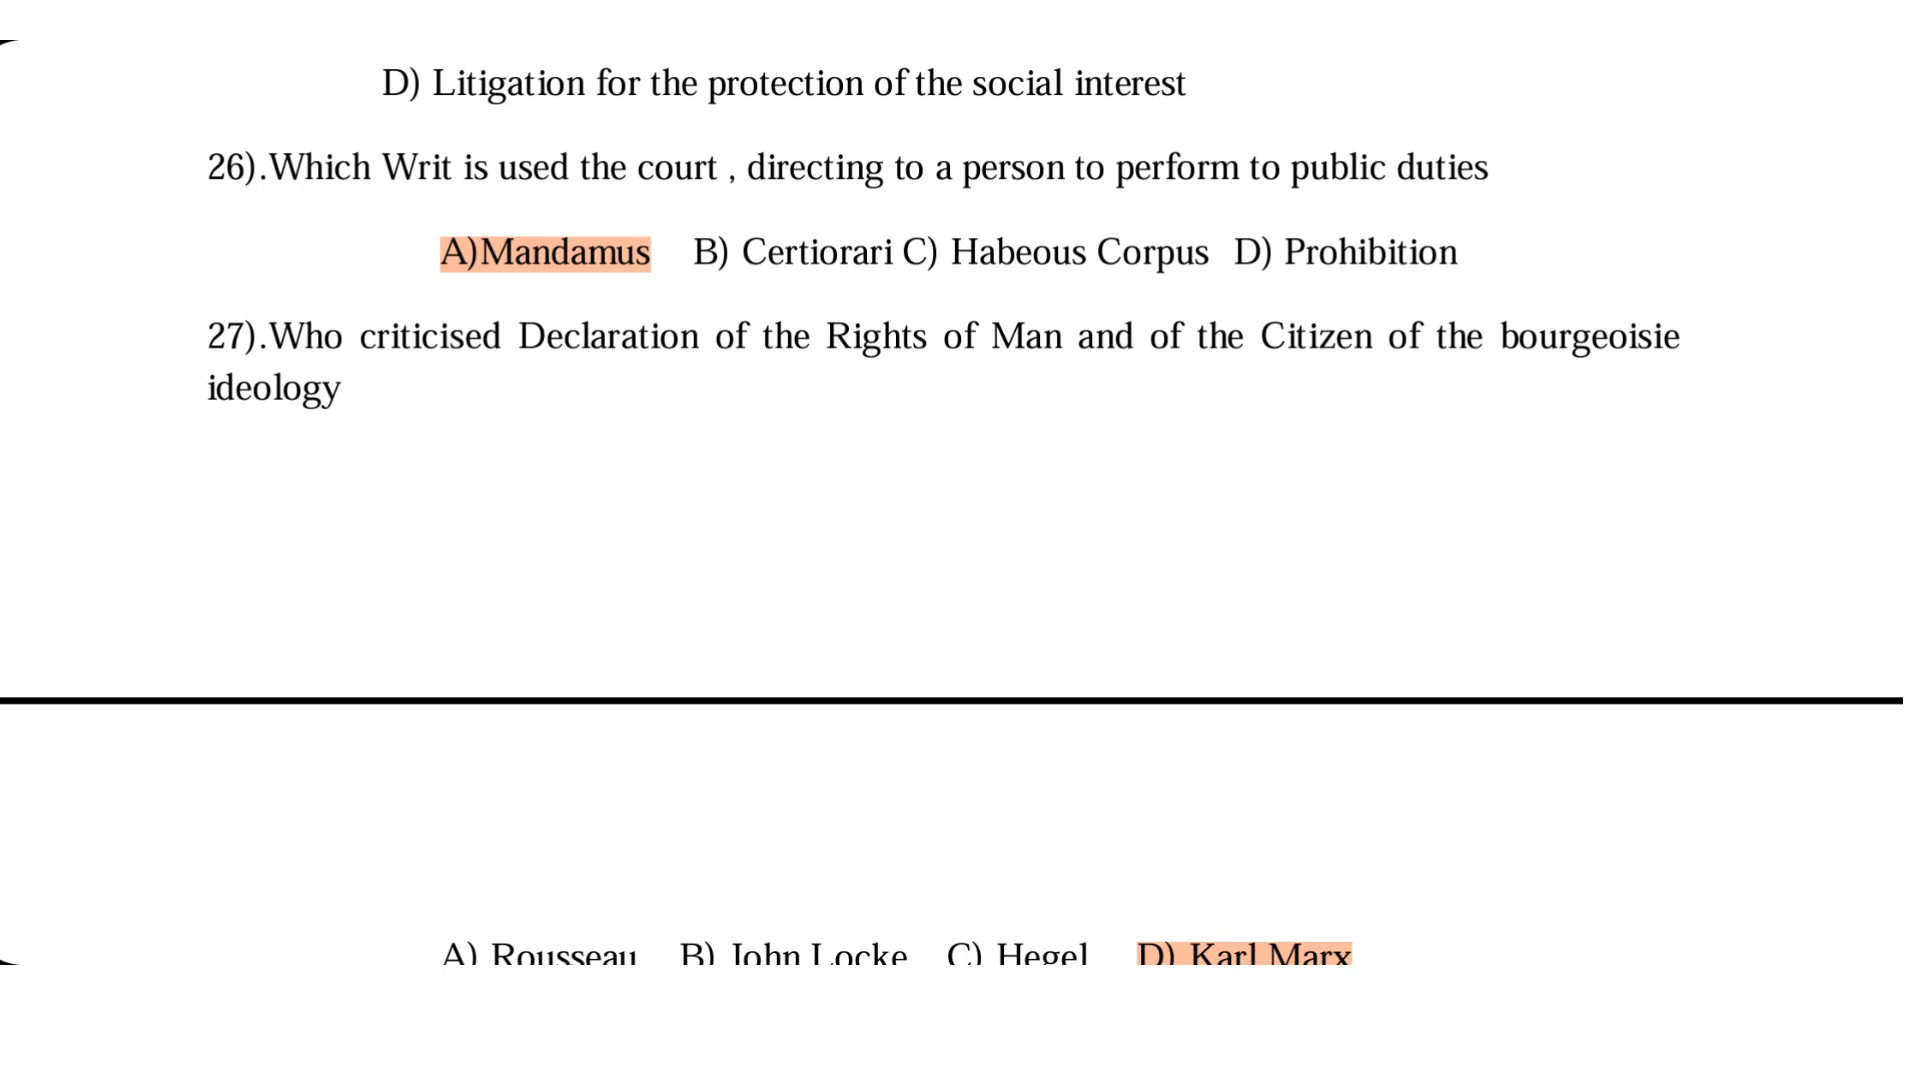 D) Litigation for the protection of the social interest
26).Which Writ is used the court , directing to a person to perform to public duties
A)Mandamus B) Certiorari C) Habeous Corpus D) Prohibition
27).Who criticised Declaration of the Rights of Man and of the Citizen of the bourgeoisie
ideology
A) Rousseau B) John Locke C) Hegel D) Karl Marx